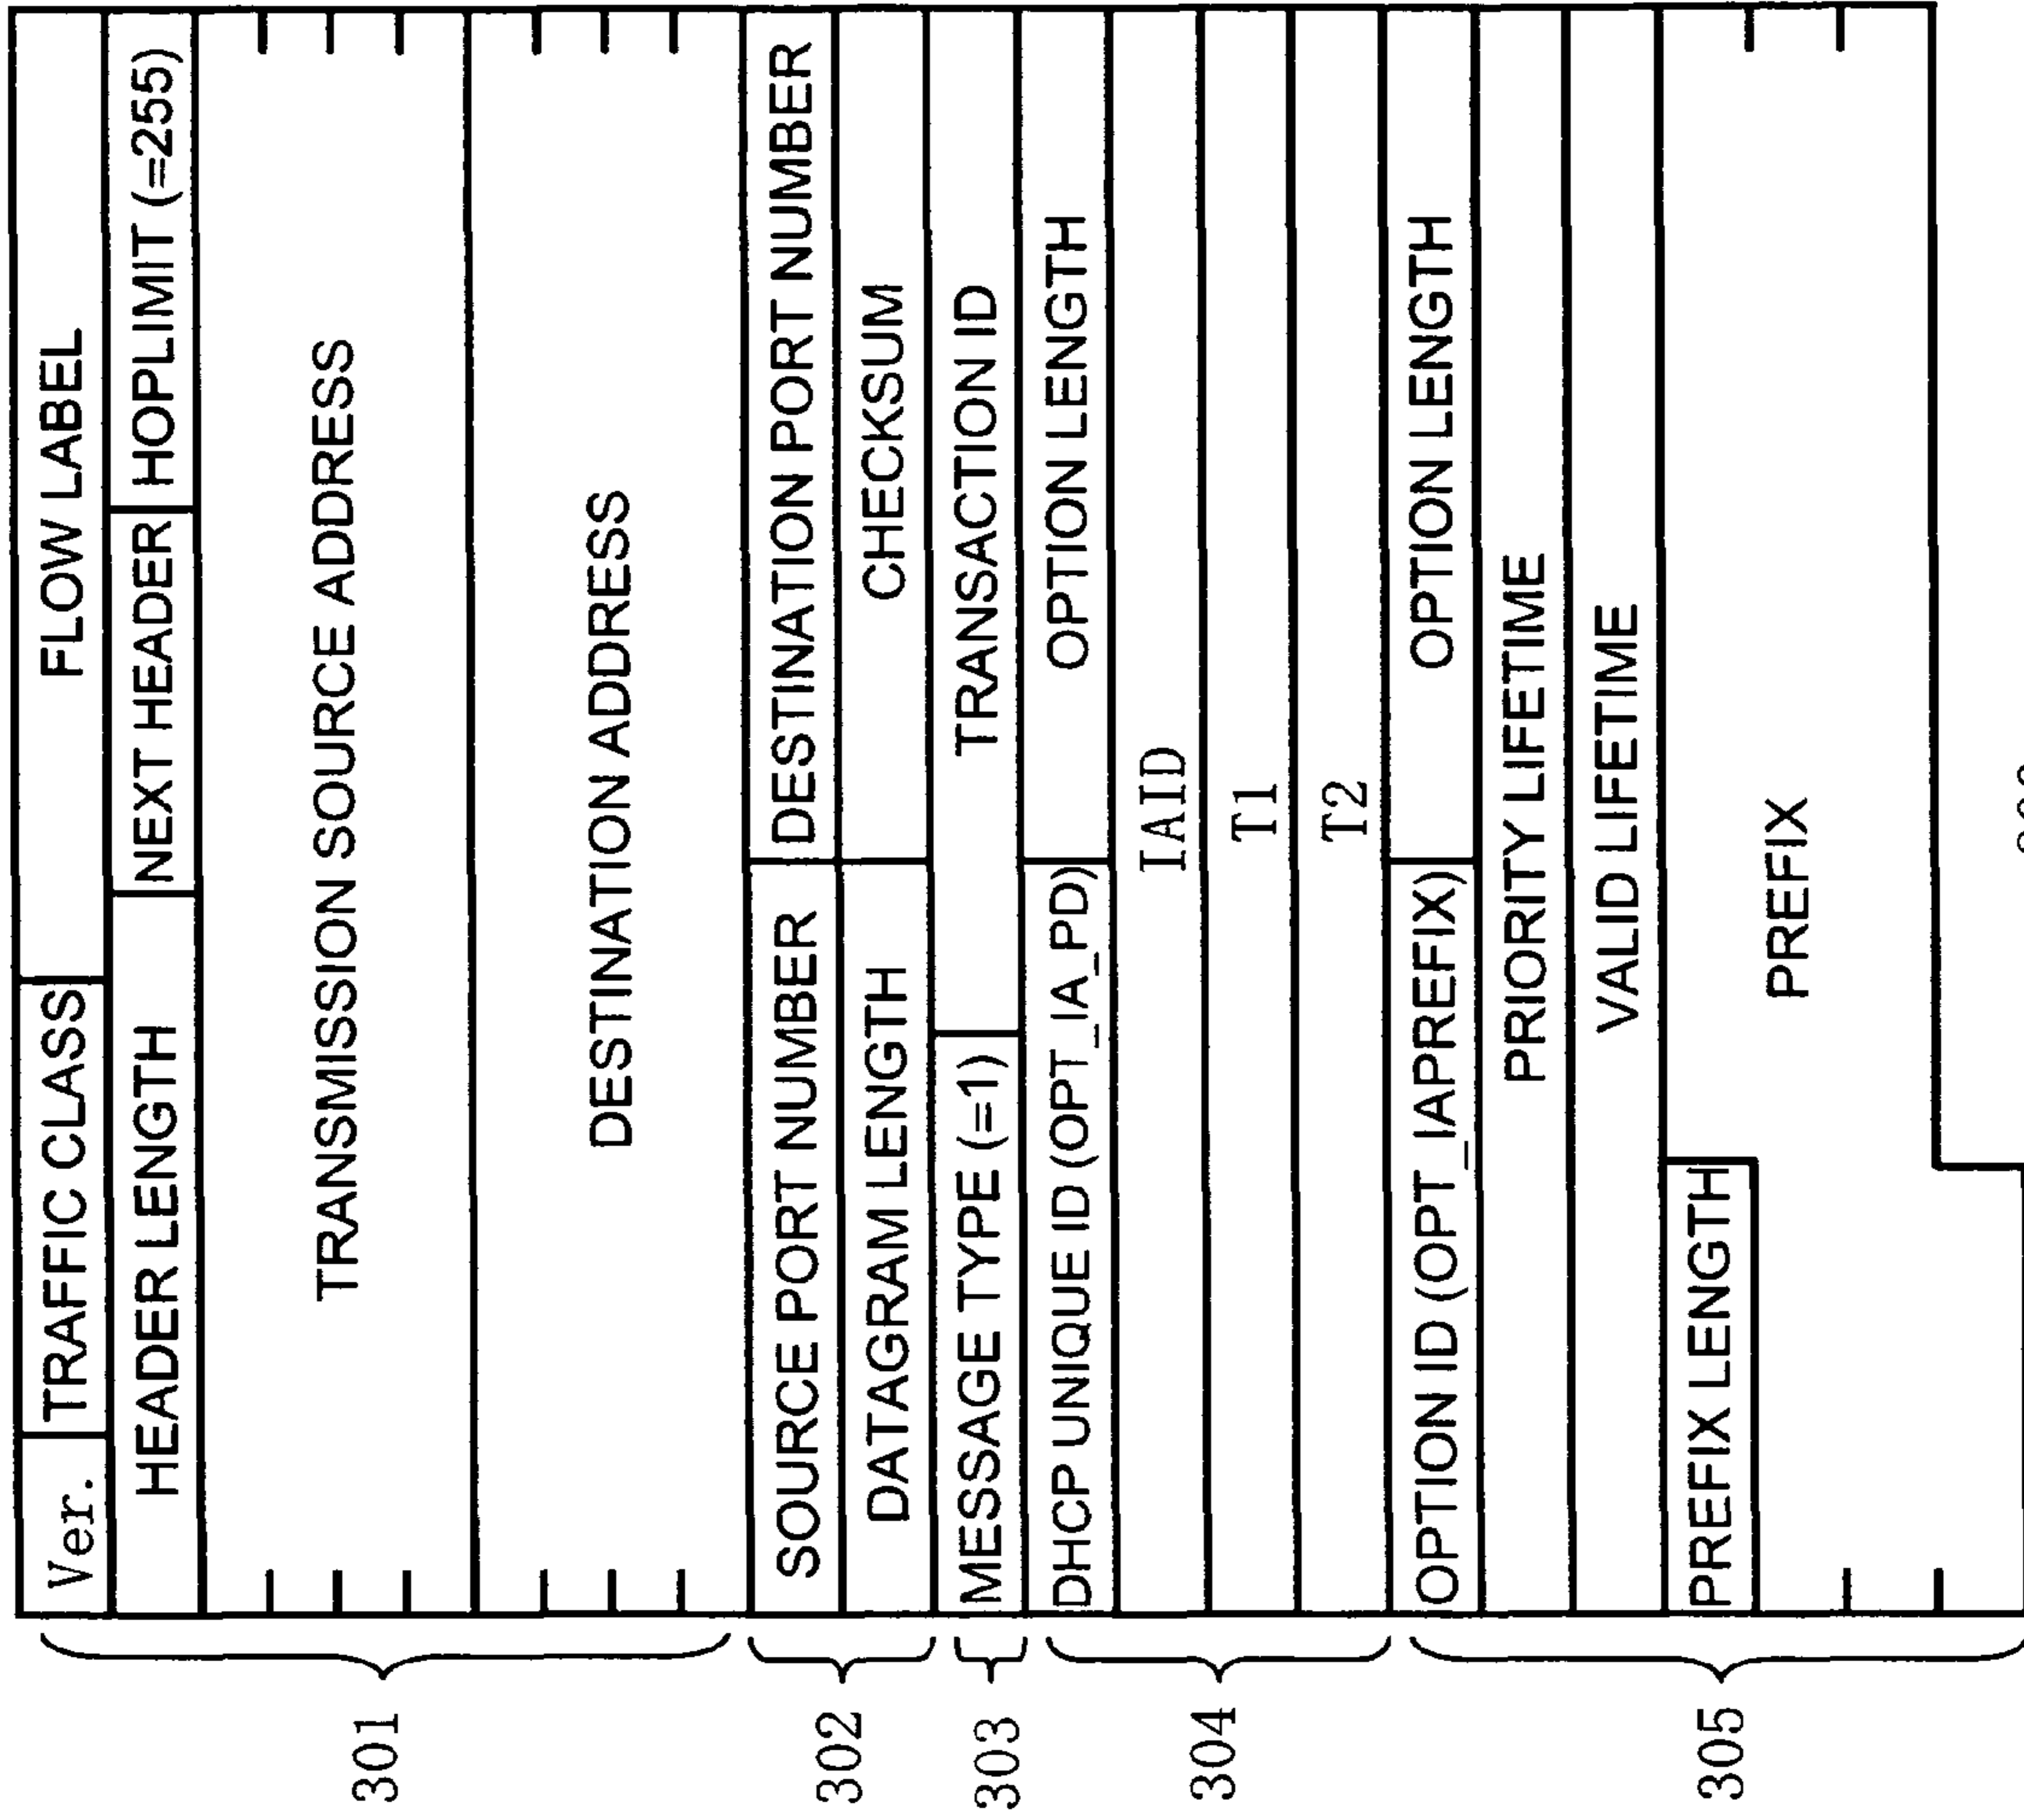 Ver. TRAFFIC CLASS FLOW LABEL
HEADER LENGTH NEXT HEADER HOPLIMIT (=255)
301 TRANSMISSION SOURCE ADDRESS
DESTINATION ADDRESS
302 SOURCE PORT NUMBER DESTINATION PORT NUMBER
DATAGRAM LENGTH CHECKSUM
303 MESSAGE TYPE (=1) TRANSACTION ID
DHCP UNIQUE ID (OPT_IA_PD) OPTION LENGTH
304 IAID
T1
T2
OPTION ID (OPT_IAPREFIX) OPTION LENGTH
PRIORITY LIFETIME
VALID LIFETIME
305 PREFIX LENGTH
PREFIX